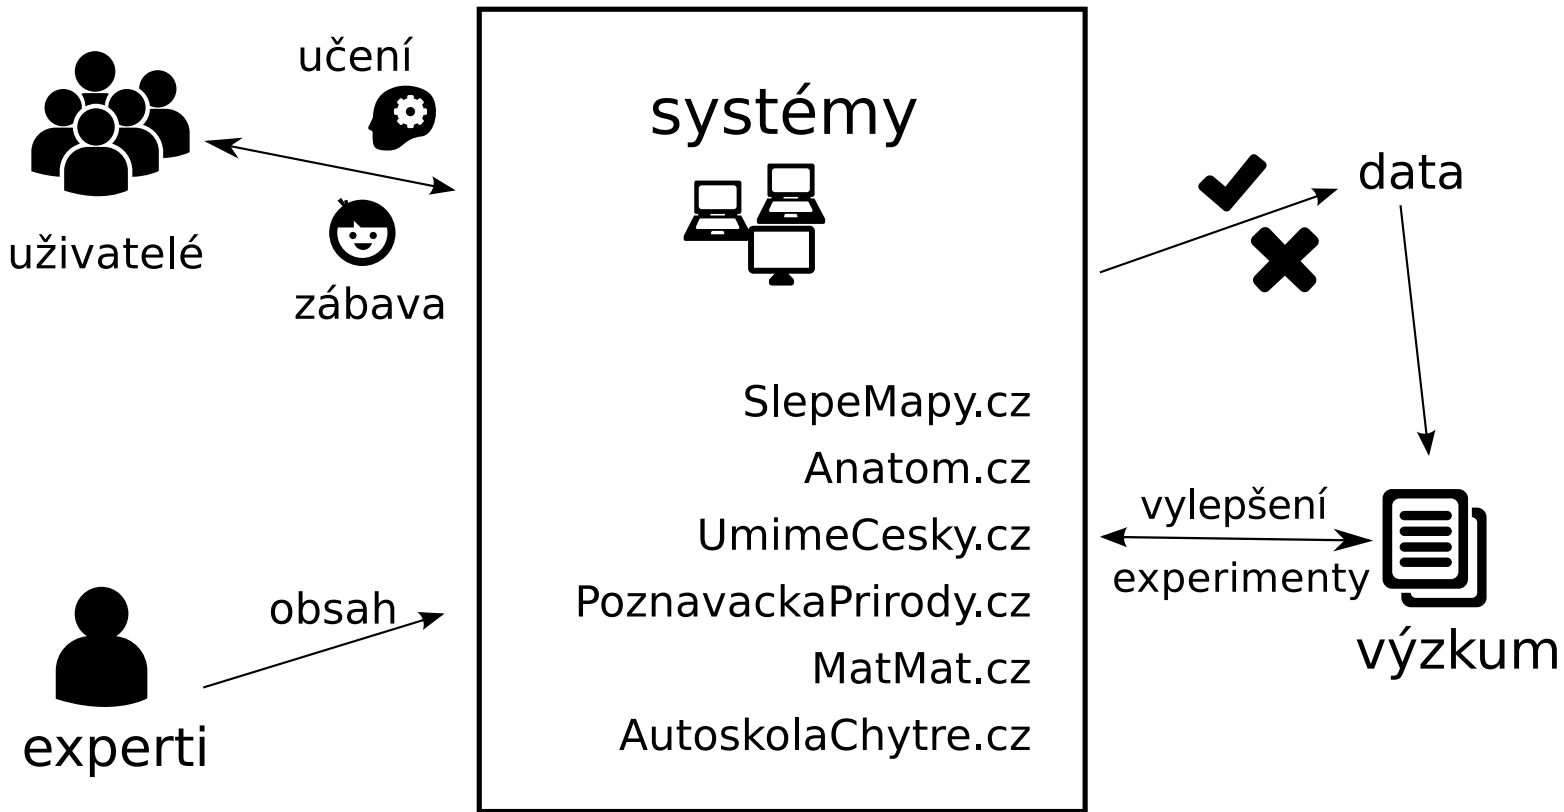 učení
uživatelé
zábava
obsah
experti
systémy
SlepeMapy.cz
Anatom.cz
UmimeCesky.cz
PoznavackaPrirody.cz
MatMat.cz
AutoskolaChytre.cz
data
vylepšení
experimenty
výzkum